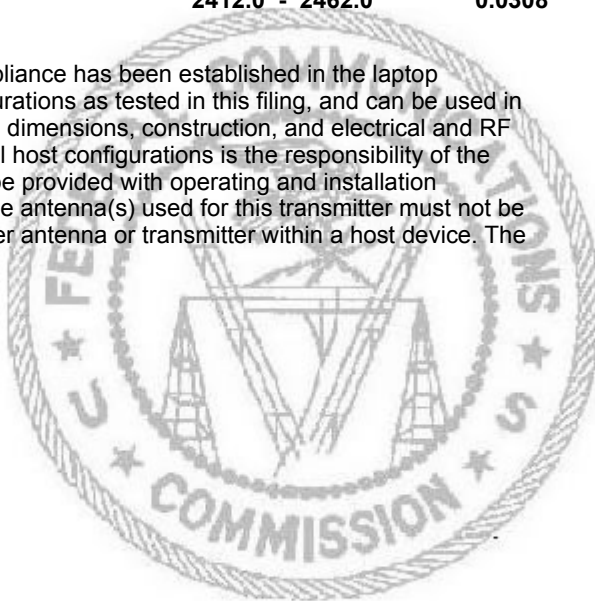 2412.0 - 2462.0 0.0308
pliance has been established in the laptop
urations as tested in this filing, and can be used in
dimensions, construction, and electrical and RF
l host configurations is the responsibility of the
be provided with operating and installation
e antenna(s) used for this transmitter must not be
er antenna or transmitter within a host device. The
FEDERAL COMMUNICATIONS
U S
COMMISSION